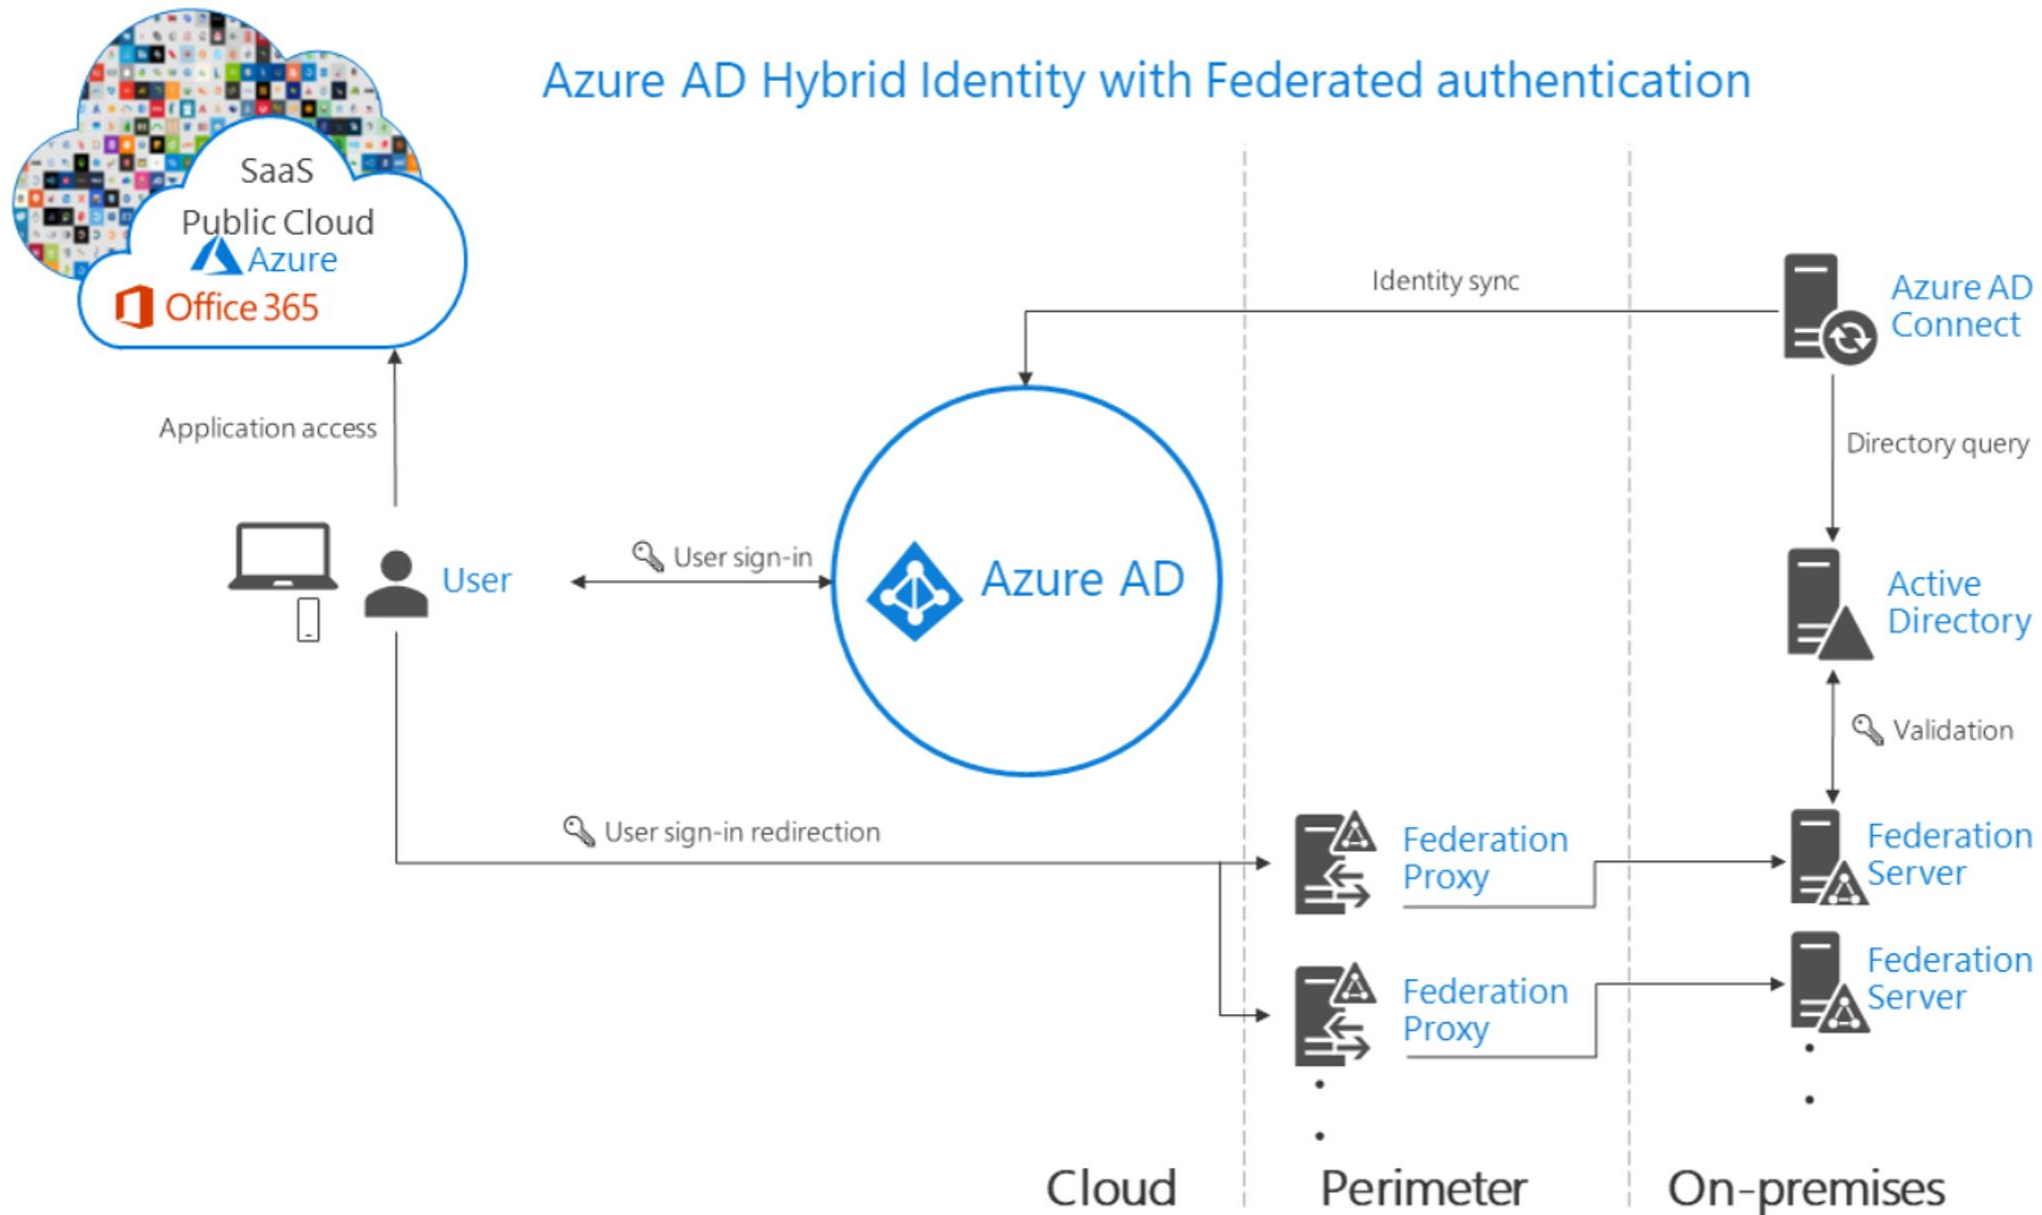 Azure AD Hybrid Identity with Federated authentication
SaaS
Public Cloud
Azure
Office 365
Identity sync
Azure AD
Connect
Application access
Directory query
User
User sign-in
Azure AD
Active
Directory
Validation
User sign-in redirection
Federation
Proxy
Federation
Server
Federation
Proxy
Federation
Server
Cloud
Perimeter
On-premises